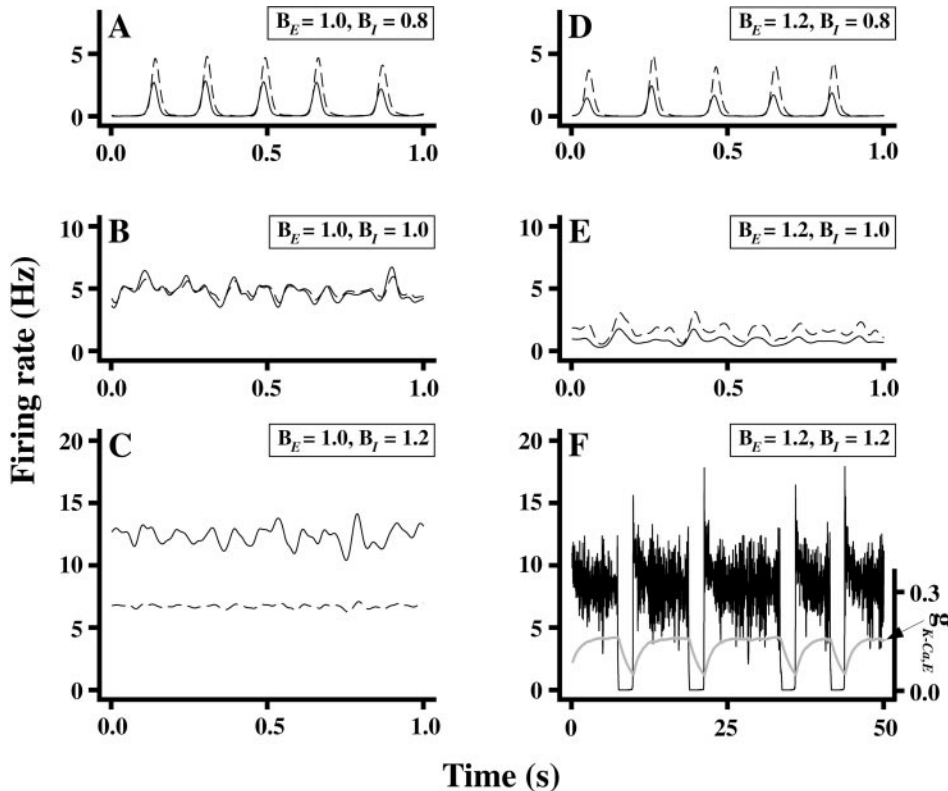 Firing rate (Hz)
A
B_E = 1.0, B_I = 0.8
5
0
0.0 0.5 1.0
D
B_E = 1.2, B_I = 0.8
5
0
0.0 0.5 1.0
B
B_E = 1.0, B_I = 1.0
10
5
0
0.0 0.5 1.0
E
B_E = 1.2, B_I = 1.0
10
5
0
0.0 0.5 1.0
C
B_E = 1.0, B_I = 1.2
20
15
10
5
0
0.0 0.5 1.0
F
B_E = 1.2, B_I = 1.2
20
15
10
5
0
0 25 50
0.3
g_K-Ca,E
0.0
Time (s)